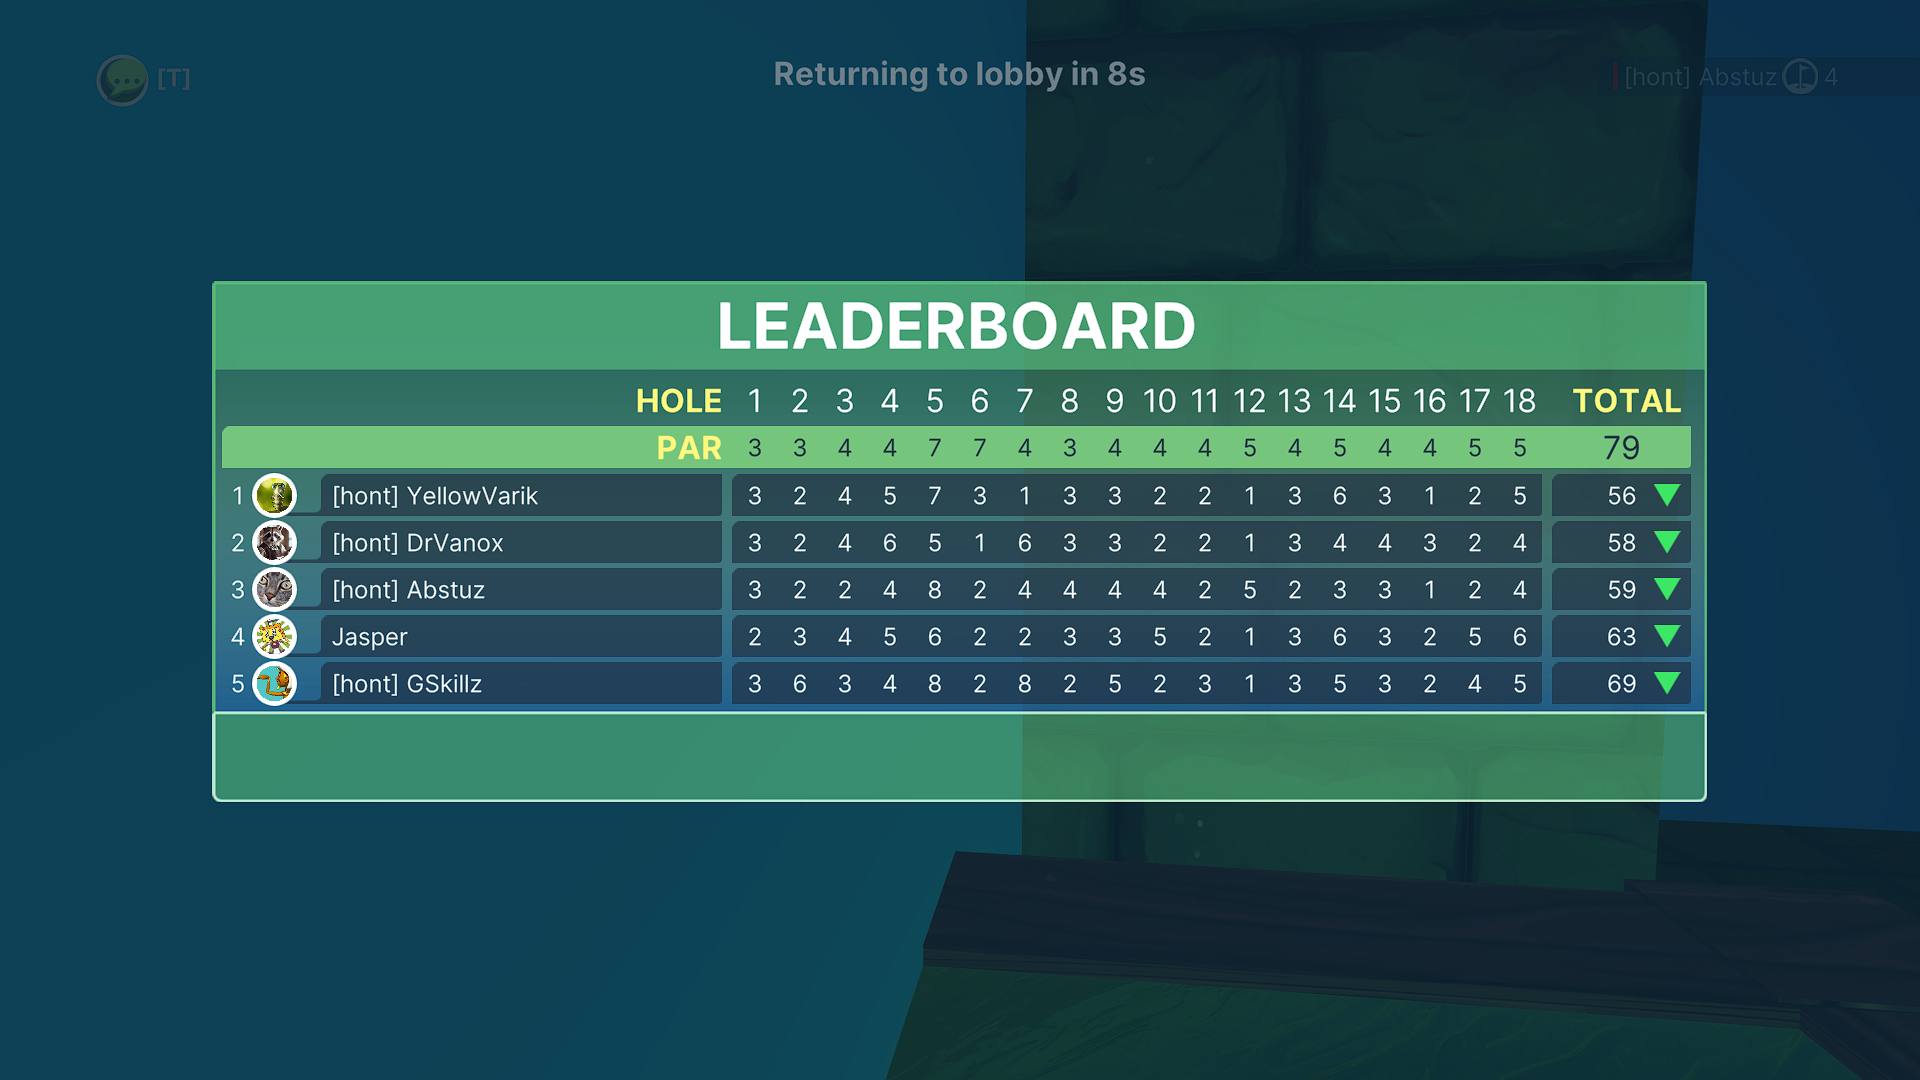 [T]
Returning to lobby in 8s
[hont] Abstuz 4
LEADERBOARD
HOLE 1 2 3 4 5 6 7 8 9 10 11 12 13 14 15 16 17 18 TOTAL
PAR 3 3 4 4 7 7 4 3 4 4 4 5 4 5 4 4 5 5 79
1 [hont] YellowVarik 3 2 4 5 7 3 1 3 3 2 2 1 3 6 3 1 2 5 56
2 [hont] DrVanox 3 2 4 6 5 1 6 3 3 2 2 1 3 4 4 3 2 4 58
3 [hont] Abstuz 3 2 2 4 8 2 4 4 4 4 2 5 2 3 3 1 2 4 59
4 Jasper 2 3 4 5 6 2 2 3 3 5 2 1 3 6 3 2 5 6 63
5 [hont] GSkillz 3 6 3 4 8 2 8 2 5 2 3 1 3 5 3 2 4 5 69